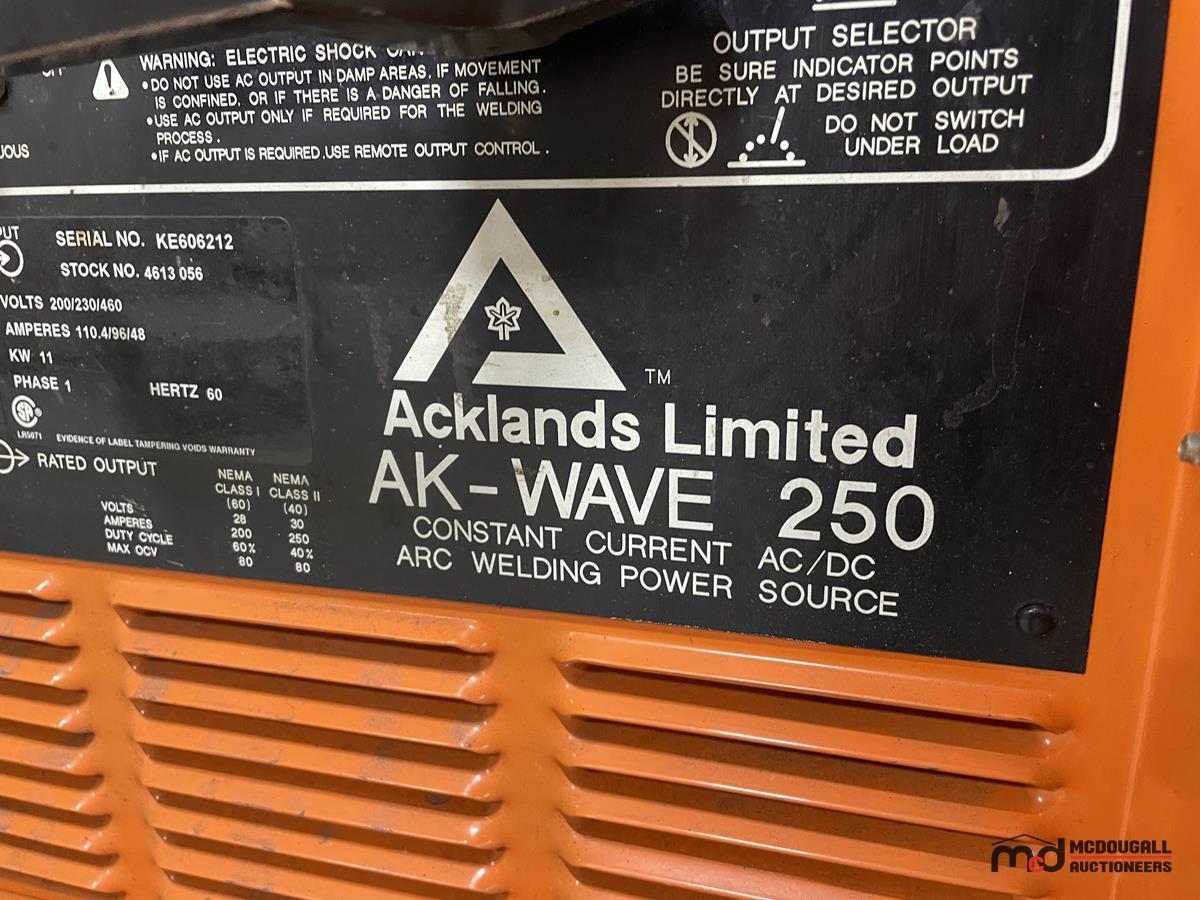 WARNING: ELECTRIC SHOCK
• DO NOT USE AC OUTPUT IN DAMP AREAS, IF MOVEMENT
IS CONFINED, OR IF THERE IS A DANGER OF FALLING.
• USE AC OUTPUT ONLY IF REQUIRED FOR THE WELDING
PROCESS.
• IF AC OUTPUT IS REQUIRED, USE REMOTE OUTPUT CONTROL.
OUTPUT SELECTOR
BE SURE INDICATOR POINTS
DIRECTLY AT DESIRED OUTPUT
DO NOT SWITCH
UNDER LOAD
SERIAL NO. KE606212
STOCK NO. 4613 056
VOLTS 200/230/460
AMPERES 110.4/96/48
KW 11
PHASE 1 HERTZ 60
LR5071
EVIDENCE OF LABEL TAMPERING VOIDS WARRANTY
RATED OUTPUT
NEMA NEMA
CLASS I CLASS II
(60) (40)
VOLTS 28 30
AMPERES 200 250
DUTY CYCLE 60% 40%
MAX OCV 80 80
TM
Acklands Limited
AK-WAVE 250
CONSTANT CURRENT AC/DC
ARC WELDING POWER SOURCE
mcd MCDOUGALL
AUCTIONEERS